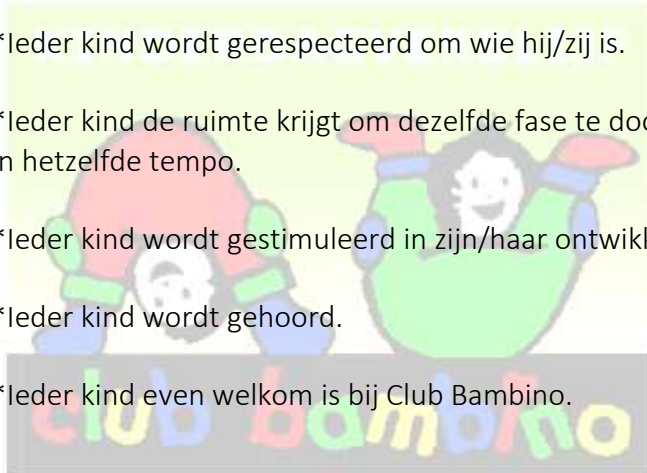 *Ieder kind wordt gerespecteerd om wie hij/zij is.
*Ieder kind de ruimte krijgt om dezelfde fase te doo
n hetzelfde tempo.
*Ieder kind wordt gestimuleerd in zijn/haar ontwikk
*Ieder kind wordt gehoord.
*Ieder kind even welkom is bij Club Bambino.
club bambino